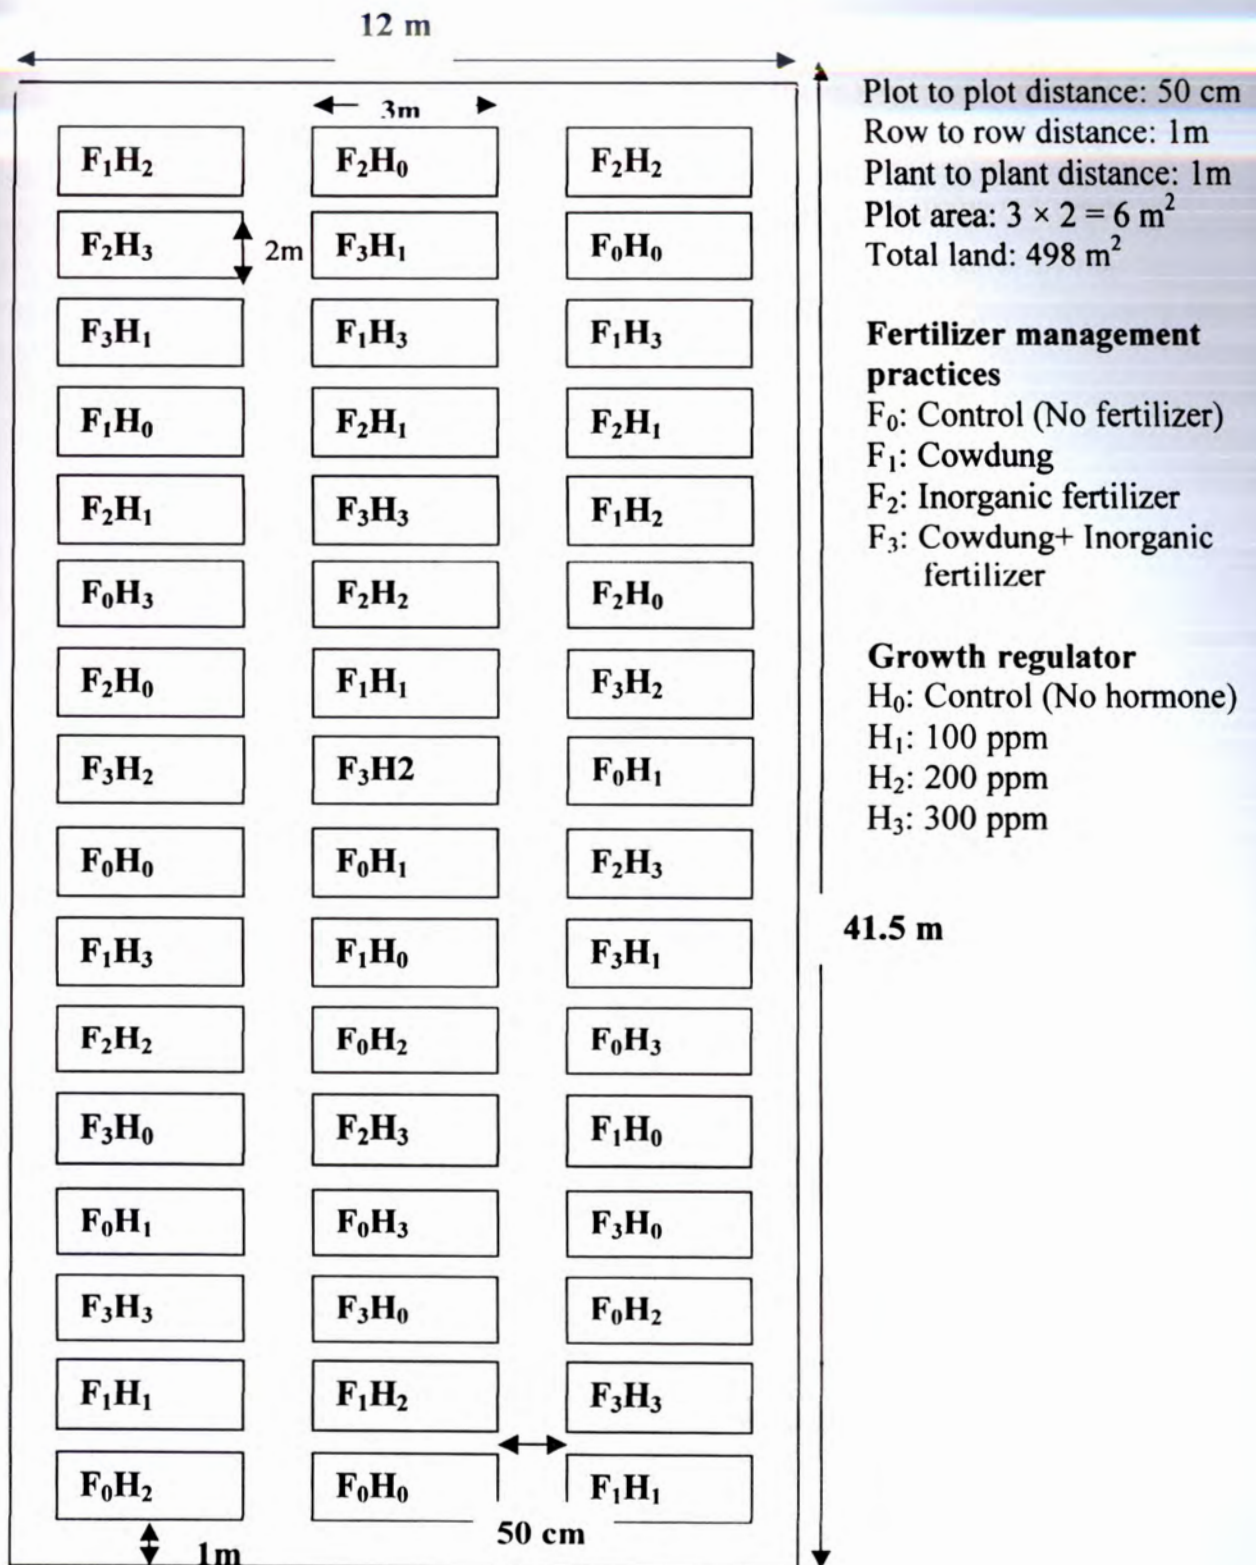 12 m
3m
F₁H₂ F₂H₀ F₂H₂
F₂H₃ 2m F₃H₁ F₀H₀
F₃H₁ F₁H₃ F₁H₃
F₁H₀ F₂H₁ F₂H₁
F₂H₁ F₃H₃ F₁H₂
F₀H₃ F₂H₂ F₂H₀
F₂H₀ F₁H₁ F₃H₂
F₃H₂ F₃H2 F₀H₁
F₀H₀ F₀H₁ F₂H₃
F₁H₃ F₁H₀ F₃H₁
F₂H₂ F₀H₂ F₀H₃
F₃H₀ F₂H₃ F₁H₀
F₀H₁ F₀H₃ F₃H₀
F₃H₃ F₃H₀ F₀H₂
F₁H₁ F₁H₂ F₃H₃
F₀H₂ F₀H₀ F₁H₁
50 cm
1m
41.5 m
Plot to plot distance: 50 cm
Row to row distance: 1m
Plant to plant distance: 1m
Plot area: 3 × 2 = 6 m²
Total land: 498 m²
Fertilizer management
practices
F₀: Control (No fertilizer)
F₁: Cowdung
F₂: Inorganic fertilizer
F₃: Cowdung+ Inorganic
fertilizer
Growth regulator
H₀: Control (No hormone)
H₁: 100 ppm
H₂: 200 ppm
H₃: 300 ppm